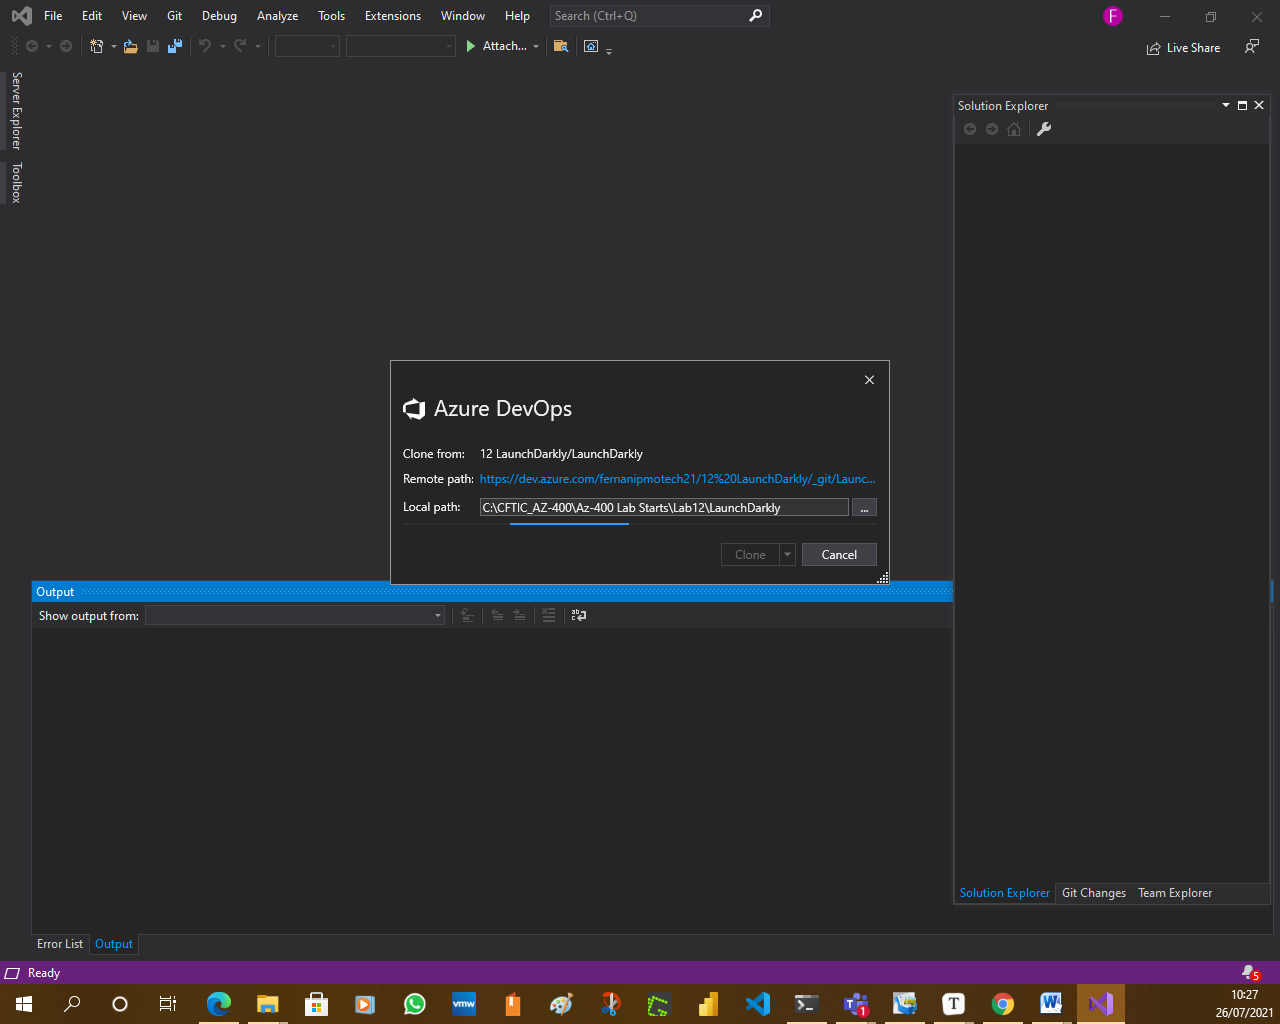 File Edit View Git Debug Analyze Tools Extensions Window Help Search (Ctrl+Q) F
Attach... Live Share
Server Explorer
Toolbox
Solution Explorer
Azure DevOps
Clone from: 12 LaunchDarkly/LaunchDarkly
Remote path: https://dev.azure.com/fernanipmotech21/12%20LaunchDarkly/_git/Launc...
Local path: C:\CFTIC_AZ-400\Az-400 Lab Starts\Lab12\LaunchDarkly ...
Clone Cancel
Output
Show output from:
Solution Explorer Git Changes Team Explorer
Error List Output
Ready 5
vmw T 1 W
10:27
26/07/2021